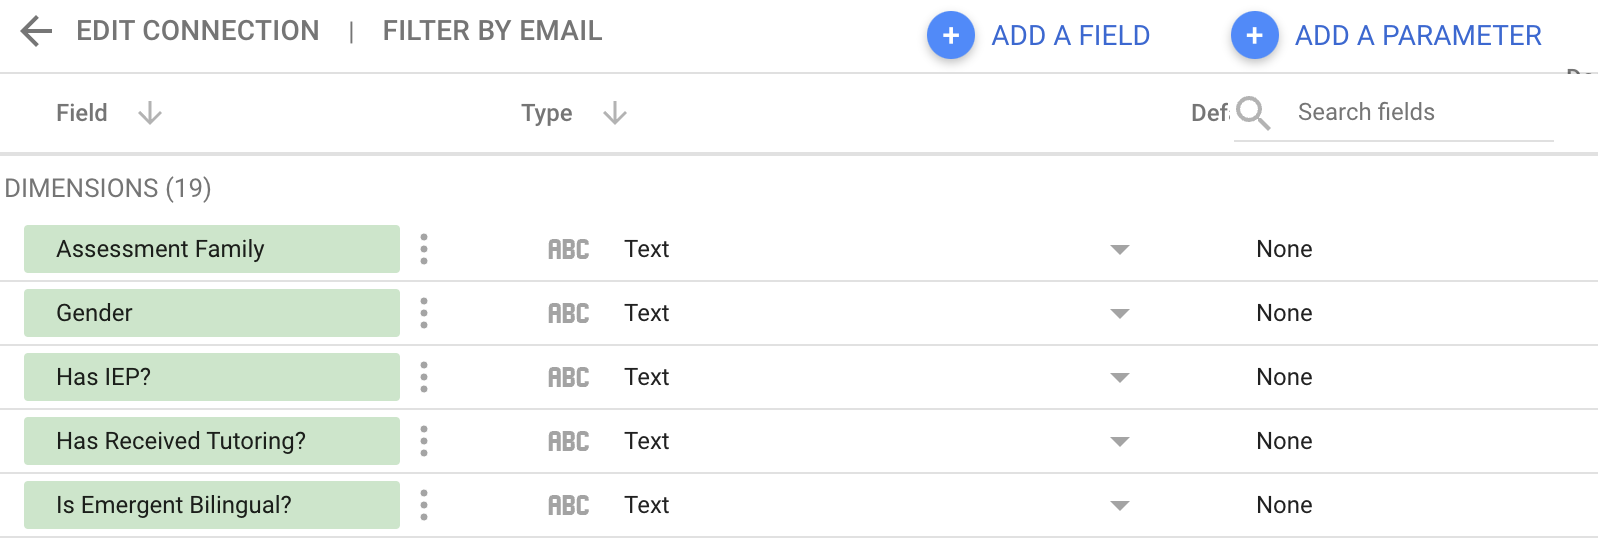 EDIT CONNECTION | FILTER BY EMAIL + ADD A FIELD + ADD A PARAMETER
Field Type Search fields
DIMENSIONS (19)
Assessment Family ABC Text None
Gender ABC Text None
Has IEP? ABC Text None
Has Received Tutoring? ABC Text None
Is Emergent Bilingual? ABC Text None